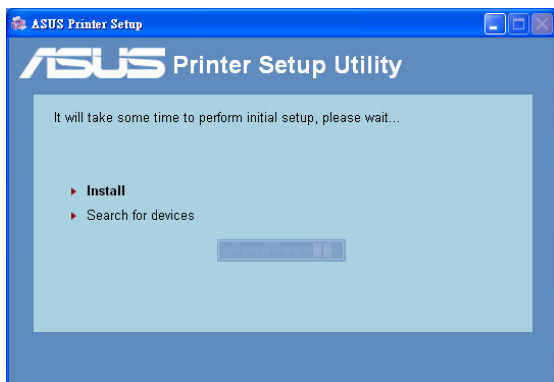 ASUS Printer Setup
ASUS Printer Setup Utility
It will take some time to perform initial setup, please wait...
Install
Search for devices